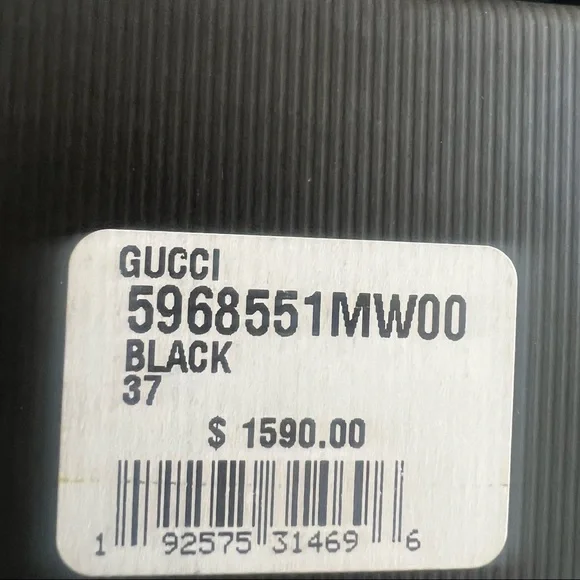 GUCCI
5968551MW00
BLACK
37
$ 1590.00
1 92575 31469 6